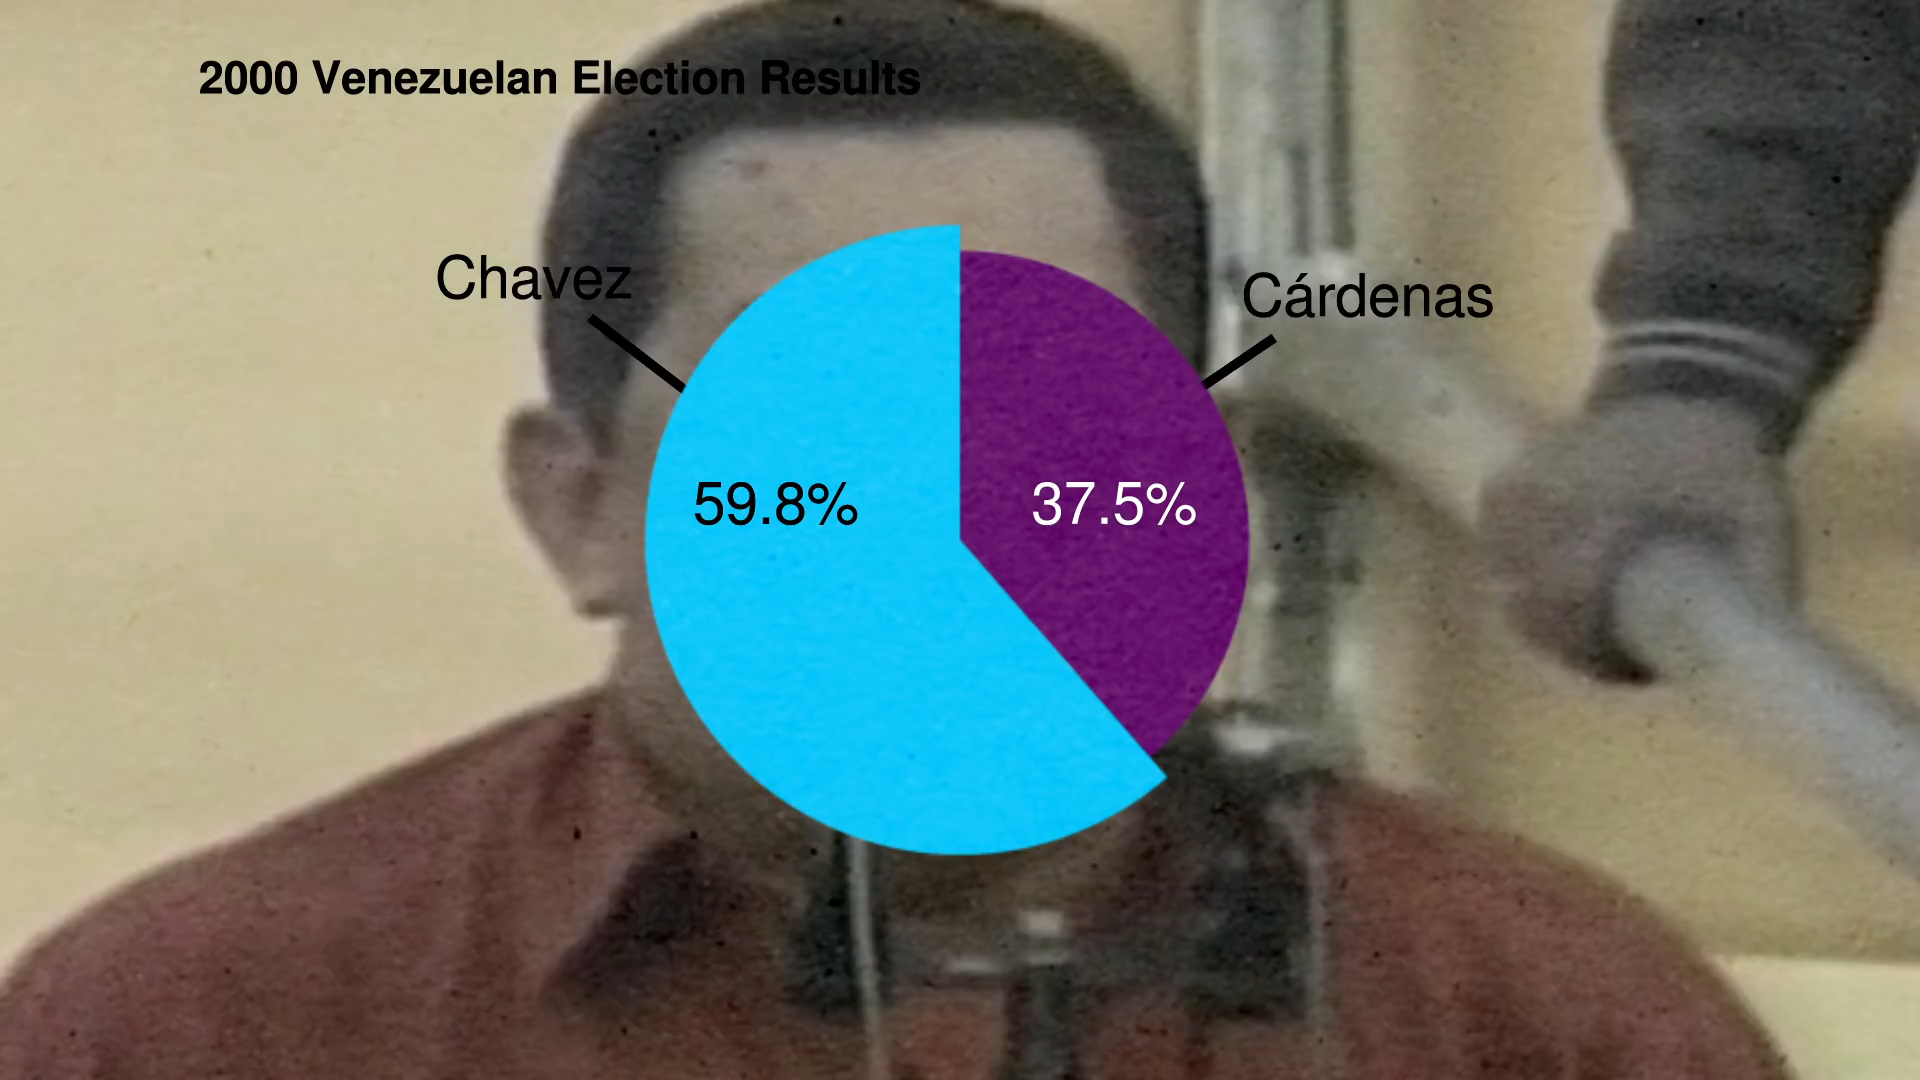 2000 Venezuelan Election Results
Chavez
Cárdenas
59.8%
37.5%